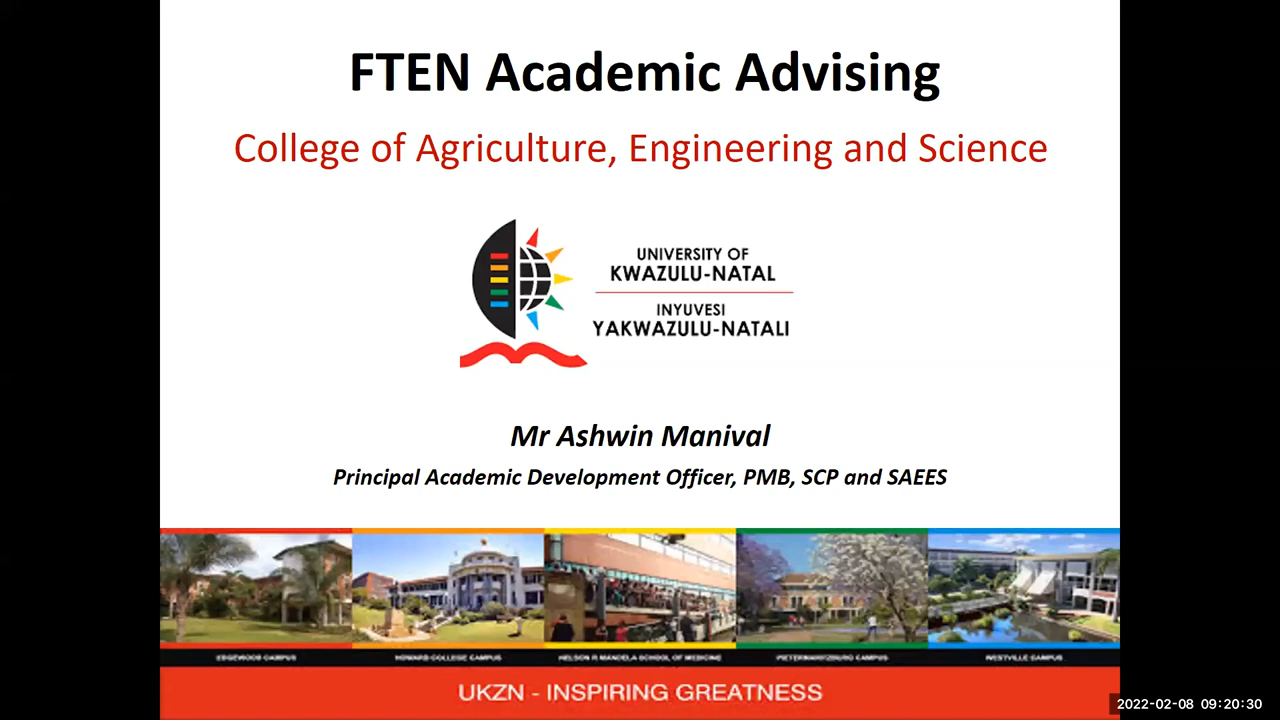 FTEN Academic Advising
College of Agriculture, Engineering and Science
UNIVERSITY OF
KWAZULU-NATAL
INYUVESI
YAKWAZULU-NATALI
Mr Ashwin Manival
Principal Academic Development Officer, PMB, SCP and SAEES
EDGEWOOD CAMPUS
HOWARD COLLEGE CAMPUS
NELSON R MANDELA SCHOOL OF MEDICINE
PIETERMARITZBURG CAMPUS
WESTVILLE CAMPUS
UKZN - INSPIRING GREATNESS
2022-02-08 09:20:30